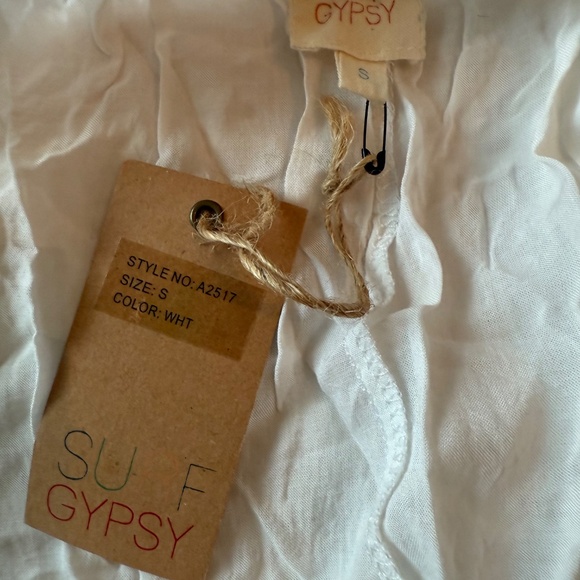 GYPSY
S
STYLE NO: A2517
SIZE: S
COLOR: WHT
SU F
GYPSY